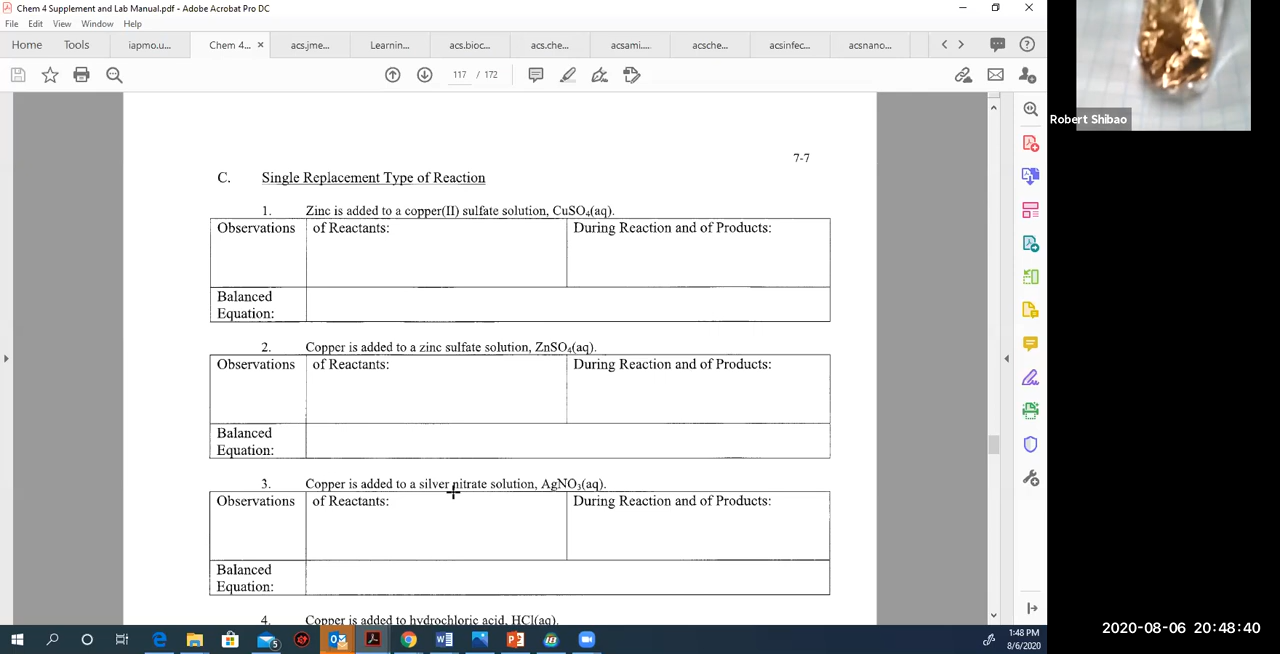 Chem 4 Supplement and Lab Manual.pdf - Adobe Acrobat Pro DC
File Edit View Window Help
Home Tools iapmo.u... Chem 4... × acs.jme... Learnin... acs.bioc... acs.che... acsami.... acsche... acsinfec... acsnano...
117 / 172
Robert Shibao
7-7
C. Single Replacement Type of Reaction
1. Zinc is added to a copper(II) sulfate solution, CuSO₄(aq).
Observations of Reactants: During Reaction and of Products:
Balanced
Equation:
2. Copper is added to a zinc sulfate solution, ZnSO₄(aq).
Observations of Reactants: During Reaction and of Products:
Balanced
Equation:
3. Copper is added to a silver nitrate solution, AgNO₃(aq).
Observations of Reactants: During Reaction and of Products:
Balanced
Equation:
4. Copper is added to hydrochloric acid, HCl(aq).
5
1:48 PM
8/6/2020
2020-08-06 20:48:40